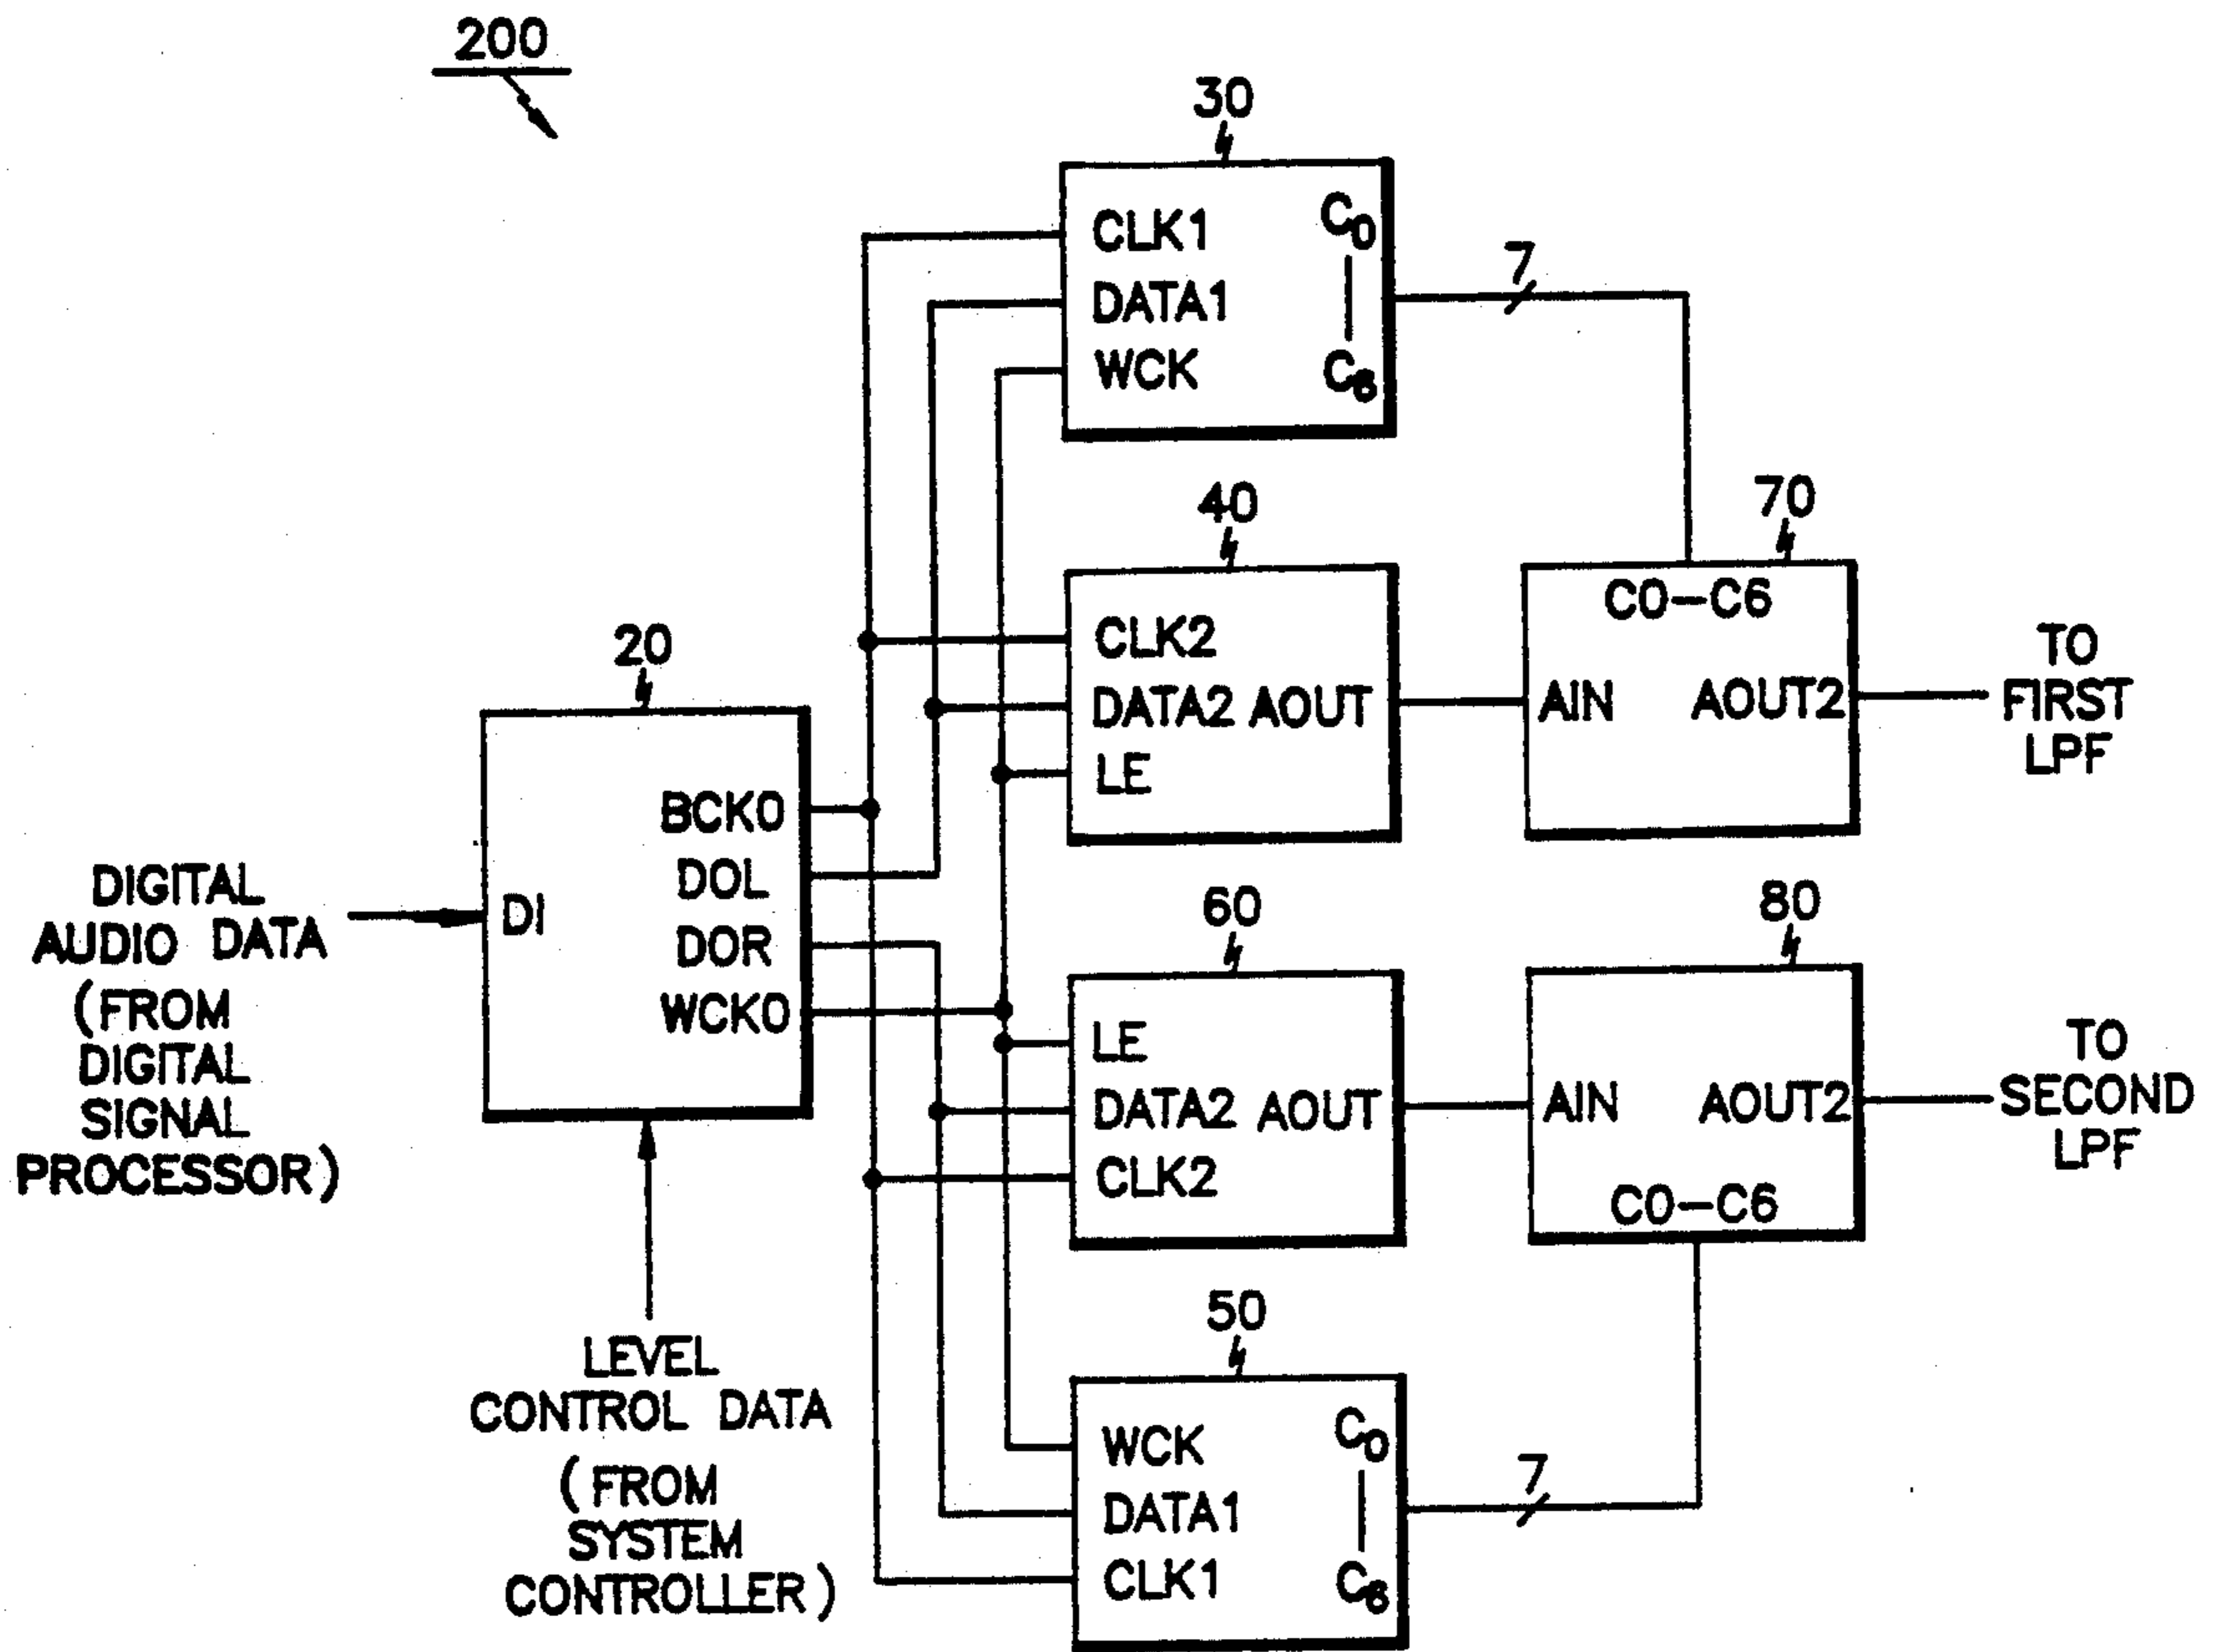 200
30
CLK1
DATA1
WCK
C0
C6
7
40
CLK2
DATA2 AOUT
LE
70
C0-C6
AIN AOUT2
TO
FIRST
LPF
20
DI
BCKO
DOL
DOR
WCKO
DIGITAL
AUDIO DATA
(FROM
DIGITAL
SIGNAL
PROCESSOR)
LEVEL
CONTROL DATA
(FROM
SYSTEM
CONTROLLER)
60
LE
DATA2 AOUT
CLK2
80
AIN AOUT2
C0-C6
TO
SECOND
LPF
50
WCK
DATA1
CLK1
C0
C6
7